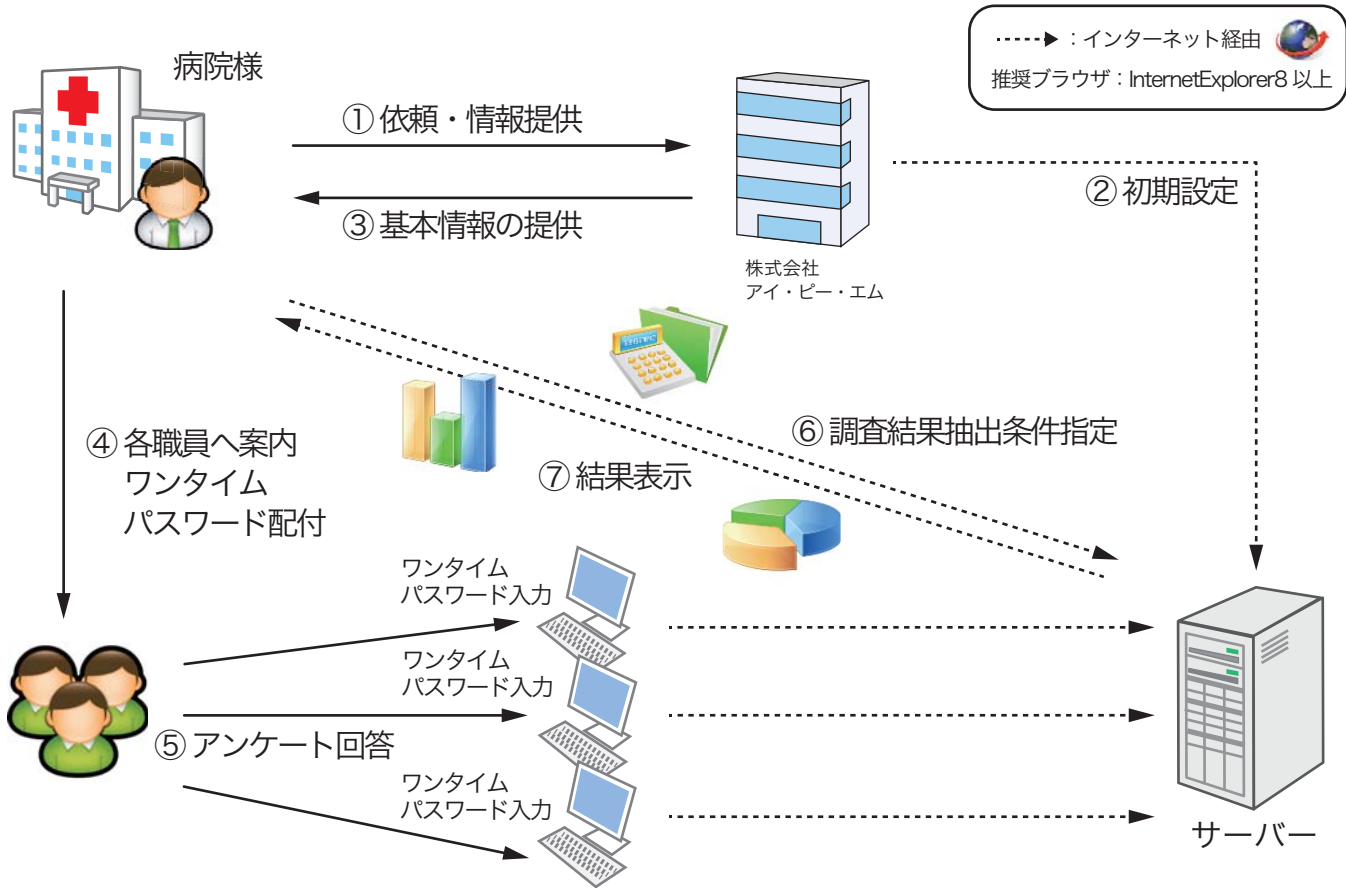 病院様
┄┄▶：インターネット経由
推奨ブラウザ：InternetExplorer8 以上
① 依頼・情報提供
② 初期設定
③ 基本情報の提供
株式会社
アイ・ピー・エム
④ 各職員へ案内
ワンタイム
パスワード配付
⑥ 調査結果抽出条件指定
⑦ 結果表示
ワンタイム
パスワード入力
ワンタイム
パスワード入力
⑤ アンケート回答
ワンタイム
パスワード入力
サーバー